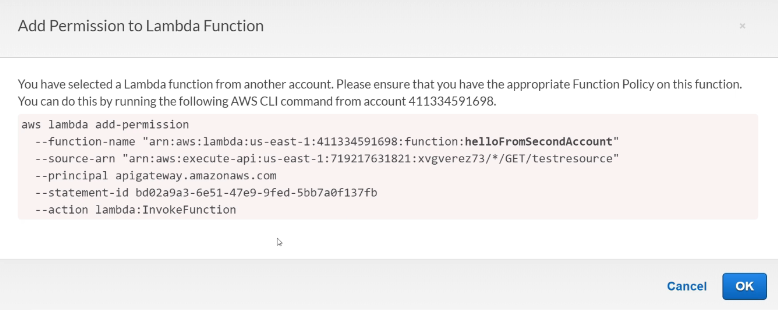 Add Permission to Lambda Function
×
You have selected a Lambda function from another account. Please ensure that you have the appropriate Function Policy on this function.
You can do this by running the following AWS CLI command from account 411334591698.
aws lambda add-permission
--function-name "arn:aws:lambda:us-east-1:411334591698:function:helloFromSecondAccount"
--source-arn "arn:aws:execute-api:us-east-1:719217631821:xvgverez73/*/GET/testresource"
--principal apigateway.amazonaws.com
--statement-id bd02a9a3-6e51-47e9-9fed-5bb7a0f137fb
--action lambda:InvokeFunction
Cancel OK